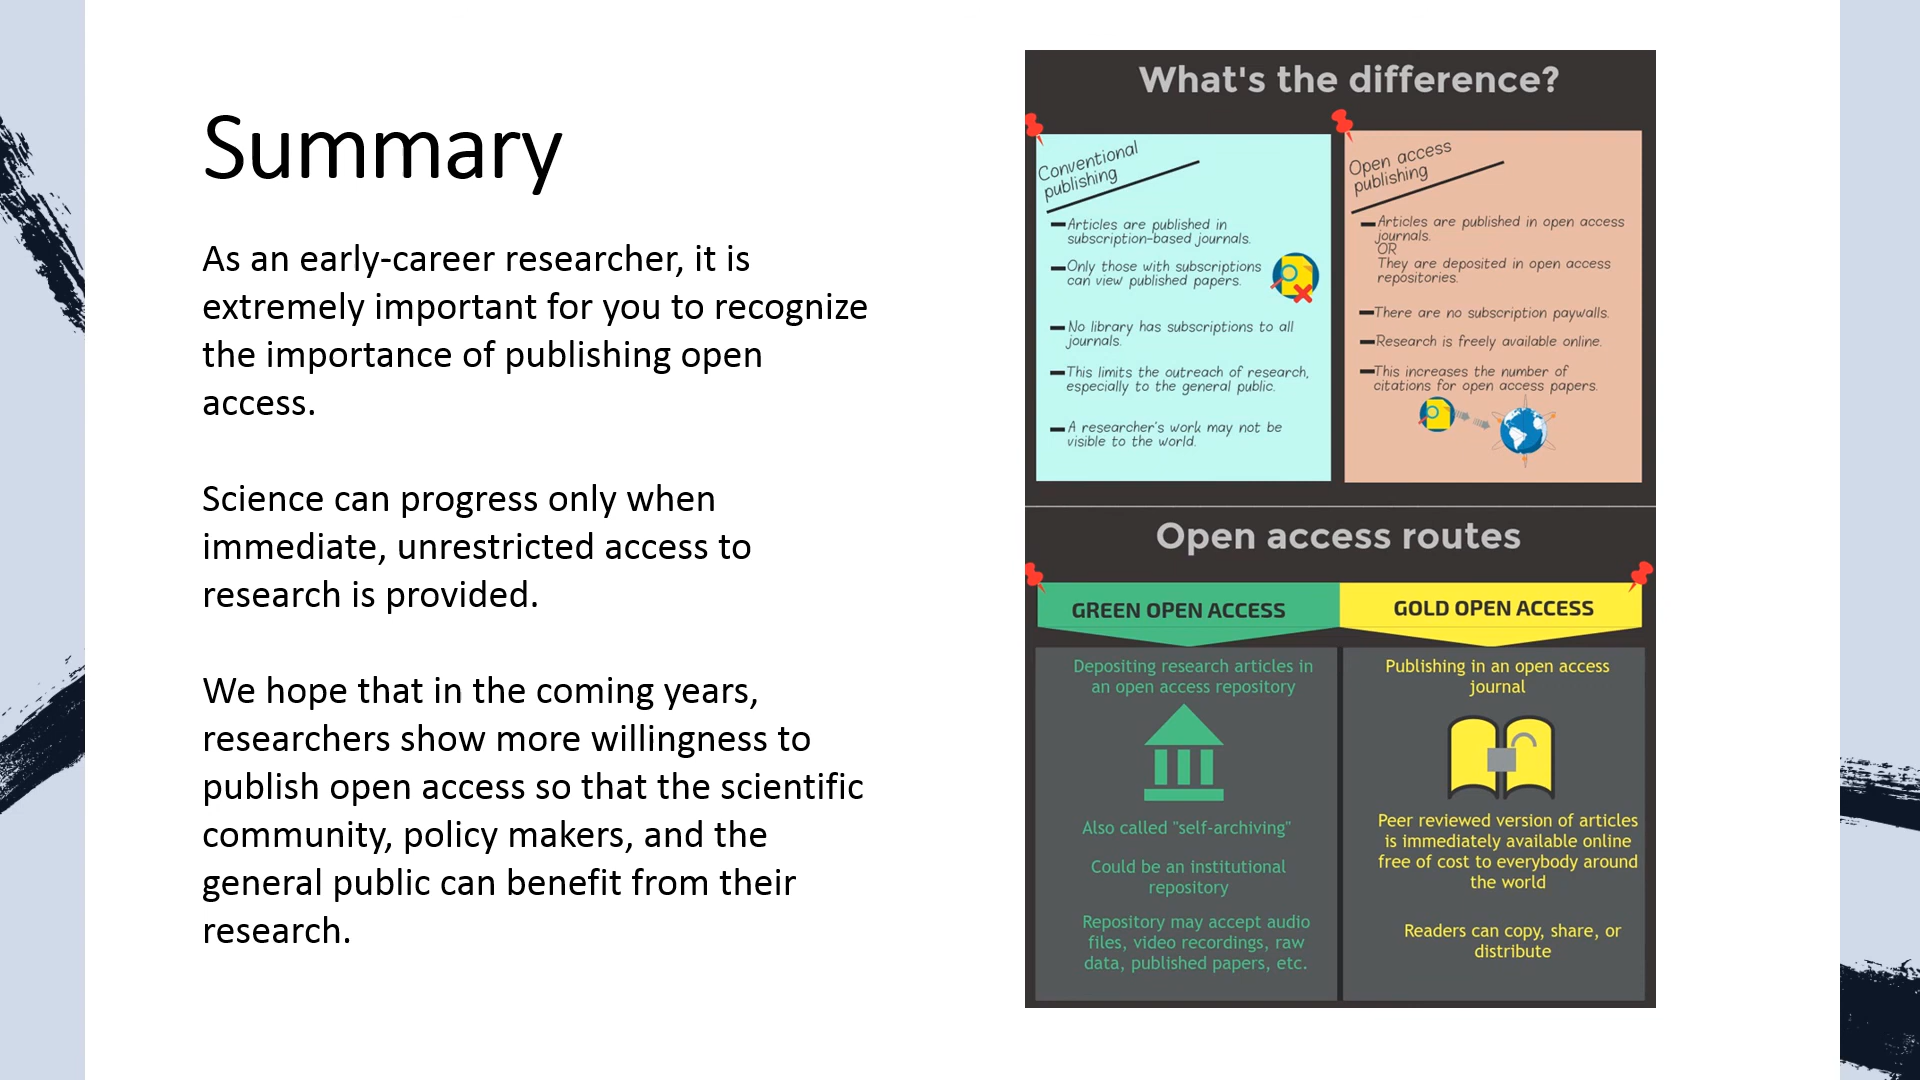 Summary
As an early-career researcher, it is
extremely important for you to recognize
the importance of publishing open
access.
Science can progress only when
immediate, unrestricted access to
research is provided.
We hope that in the coming years,
researchers show more willingness to
publish open access so that the scientific
community, policy makers, and the
general public can benefit from their
research.
What's the difference?
Conventional
publishing
Articles are published in
subscription-based journals.
Only those with subscriptions
can view published papers.
No library has subscriptions to all
journals.
This limits the outreach of research,
especially to the general public.
A researcher's work may not be
visible to the world.
Open access
publishing
Articles are published in open access
journals.
OR
They are deposited in open access
repositories.
There are no subscription paywalls.
Research is freely available online.
This increases the number of
citations for open access papers.
Open access routes
GREEN OPEN ACCESS
Depositing research articles in
an open access repository
Also called "self-archiving"
Could be an institutional
repository
Repository may accept audio
files, video recordings, raw
data, published papers, etc.
GOLD OPEN ACCESS
Publishing in an open access
journal
Peer reviewed version of articles
is immediately available online
free of cost to everybody around
the world
Readers can copy, share, or
distribute